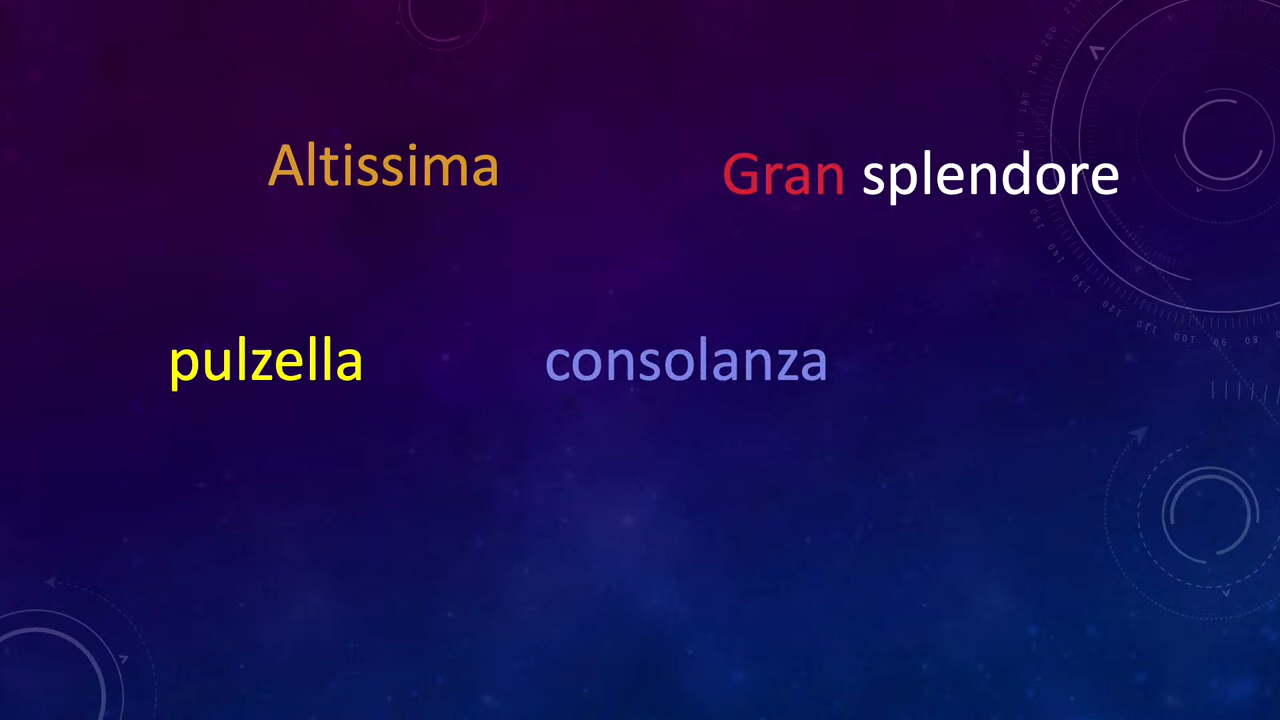 Altissima
Gran splendore
pulzella
consolanza